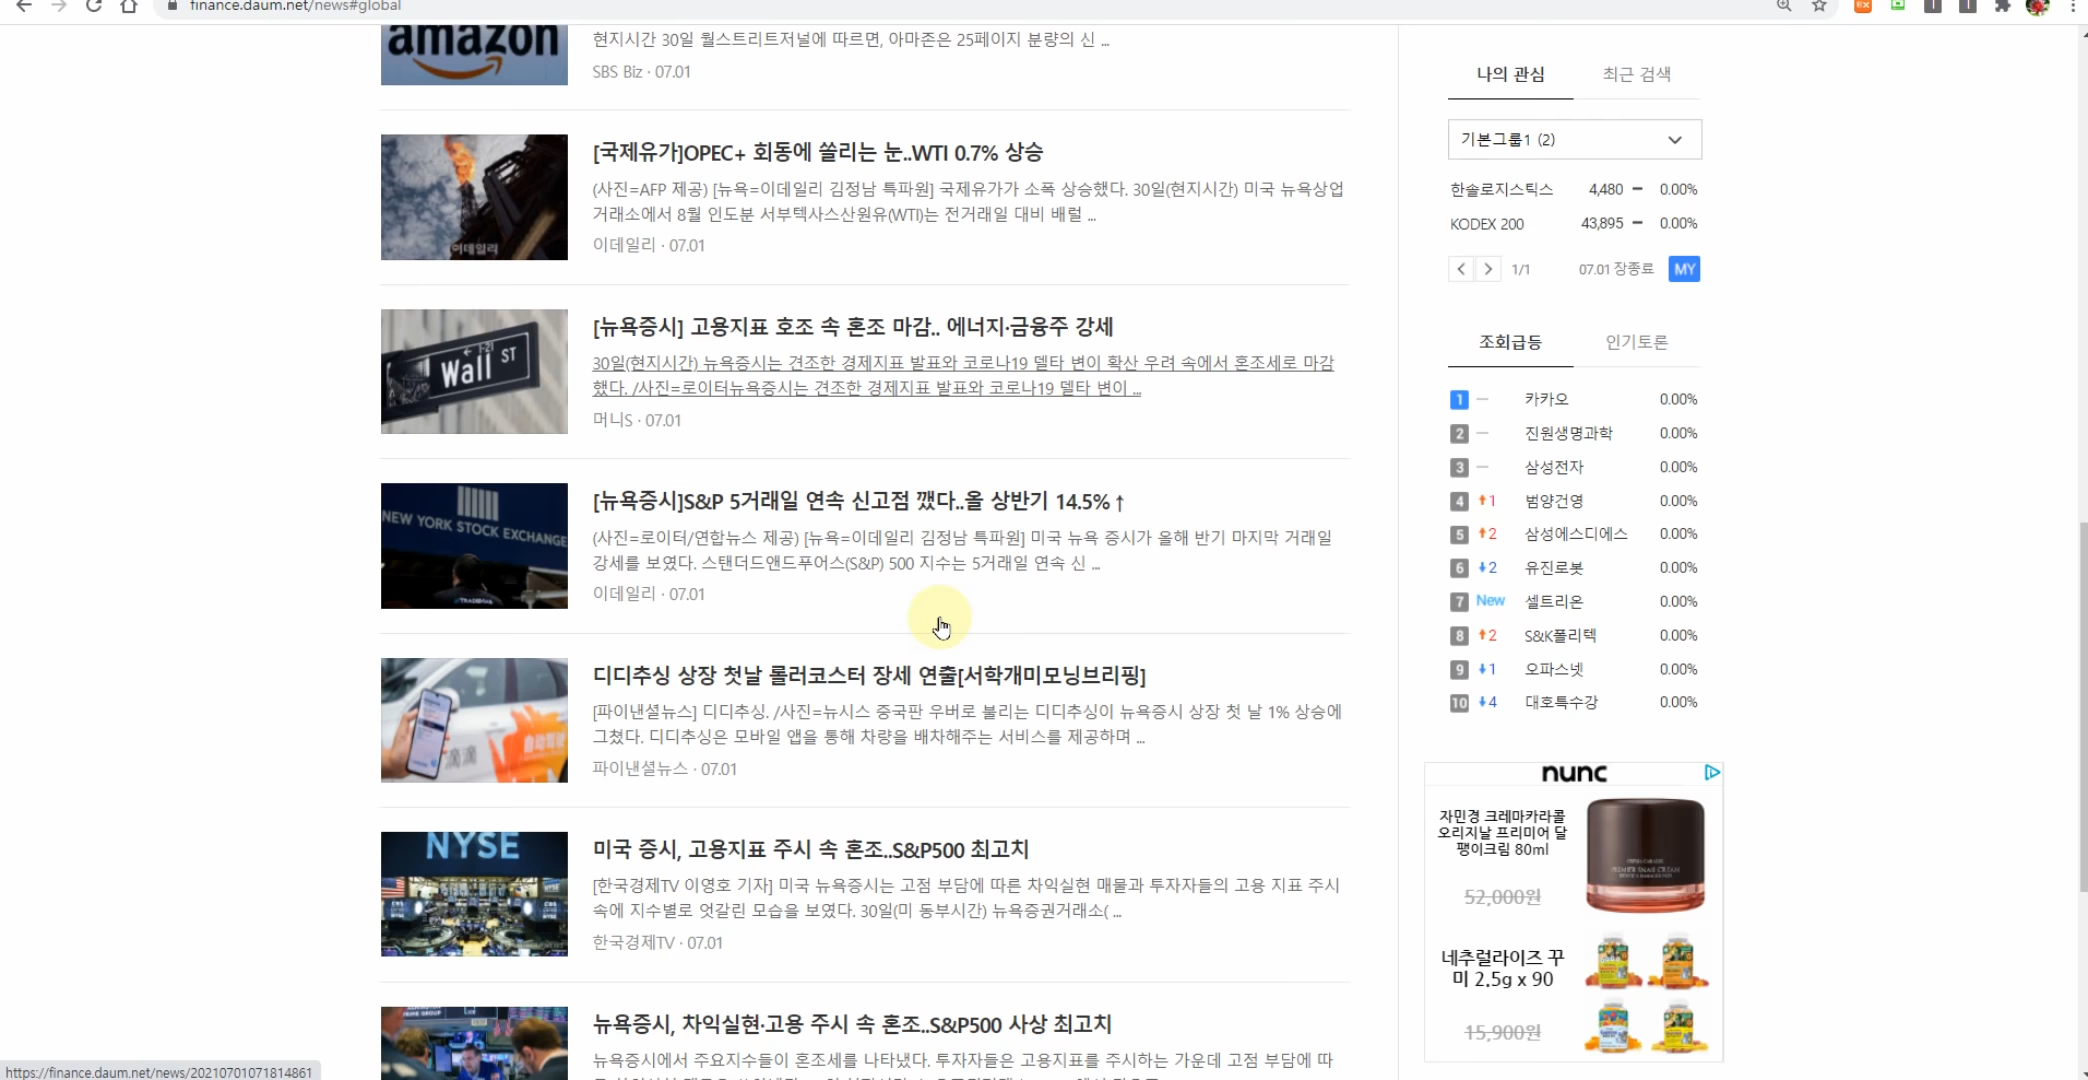 finance.daum.net/news#global
amazon
현지시간 30일 월스트리트저널에 따르면, 아마존은 25페이지 분량의 신 ...
SBS Biz · 07.01
이데일리
[국제유가]OPEC+ 회동에 쏠리는 눈..WTI 0.7% 상승
(사진=AFP 제공) [뉴욕=이데일리 김정남 특파원] 국제유가가 소폭 상승했다. 30일(현지시간) 미국 뉴욕상업
거래소에서 8월 인도분 서부텍사스산원유(WTI)는 전거래일 대비 배럴 ...
이데일리 · 07.01
← 1-21
Wall ST
[뉴욕증시] 고용지표 호조 속 혼조 마감.. 에너지·금융주 강세
30일(현지시간) 뉴욕증시는 견조한 경제지표 발표와 코로나19 델타 변이 확산 우려 속에서 혼조세로 마감
했다. /사진=로이터뉴욕증시는 견조한 경제지표 발표와 코로나19 델타 변이 ...
머니S · 07.01
NEW YORK STOCK EXCHANGE
[뉴욕증시]S&P 5거래일 연속 신고점 깼다..올 상반기 14.5%↑
(사진=로이터/연합뉴스 제공) [뉴욕=이데일리 김정남 특파원] 미국 뉴욕 증시가 올해 반기 마지막 거래일
강세를 보였다. 스탠더드앤드푸어스(S&P) 500 지수는 5거래일 연속 신 ...
이데일리 · 07.01
디디추싱 상장 첫날 롤러코스터 장세 연출[서학개미모닝브리핑]
[파이낸셜뉴스] 디디추싱. /사진=뉴시스 중국판 우버로 불리는 디디추싱이 뉴욕증시 상장 첫 날 1% 상승에
그쳤다. 디디추싱은 모바일 앱을 통해 차량을 배차해주는 서비스를 제공하며 ...
파이낸셜뉴스 · 07.01
NYSE
미국 증시, 고용지표 주시 속 혼조..S&P500 최고치
[한국경제TV 이영호 기자] 미국 뉴욕증시는 고점 부담에 따른 차익실현 매물과 투자자들의 고용 지표 주시
속에 지수별로 엇갈린 모습을 보였다. 30일(미 동부시간) 뉴욕증권거래소( ...
한국경제TV · 07.01
뉴욕증시, 차익실현·고용 주시 속 혼조..S&P500 사상 최고치
뉴욕증시에서 주요지수들이 혼조세를 나타냈다. 투자자들은 고용지표를 주시하는 가운데 고점 부담에 따
나의 관심 최근 검색
기본그룹1 (2)
한솔로지스틱스 4,480 0.00%
KODEX 200 43,895 0.00%
1/1 07.01 장종료 MY
조회급등 인기토론
1 — 카카오 0.00%
2 — 진원생명과학 0.00%
3 — 삼성전자 0.00%
4 ↑1 범양건영 0.00%
5 ↑2 삼성에스디에스 0.00%
6 ↓2 유진로봇 0.00%
7 New 셀트리온 0.00%
8 ↑2 S&K폴리텍 0.00%
9 ↓1 오파스넷 0.00%
10 ↓4 대호특수강 0.00%
nunc
자민경 크레마카라콜
오리지날 프리미어 달
팽이크림 80ml
52,000원
네추럴라이즈 꾸
미 2.5g x 90
15,900원
https://finance.daum.net/news/20210701071814861